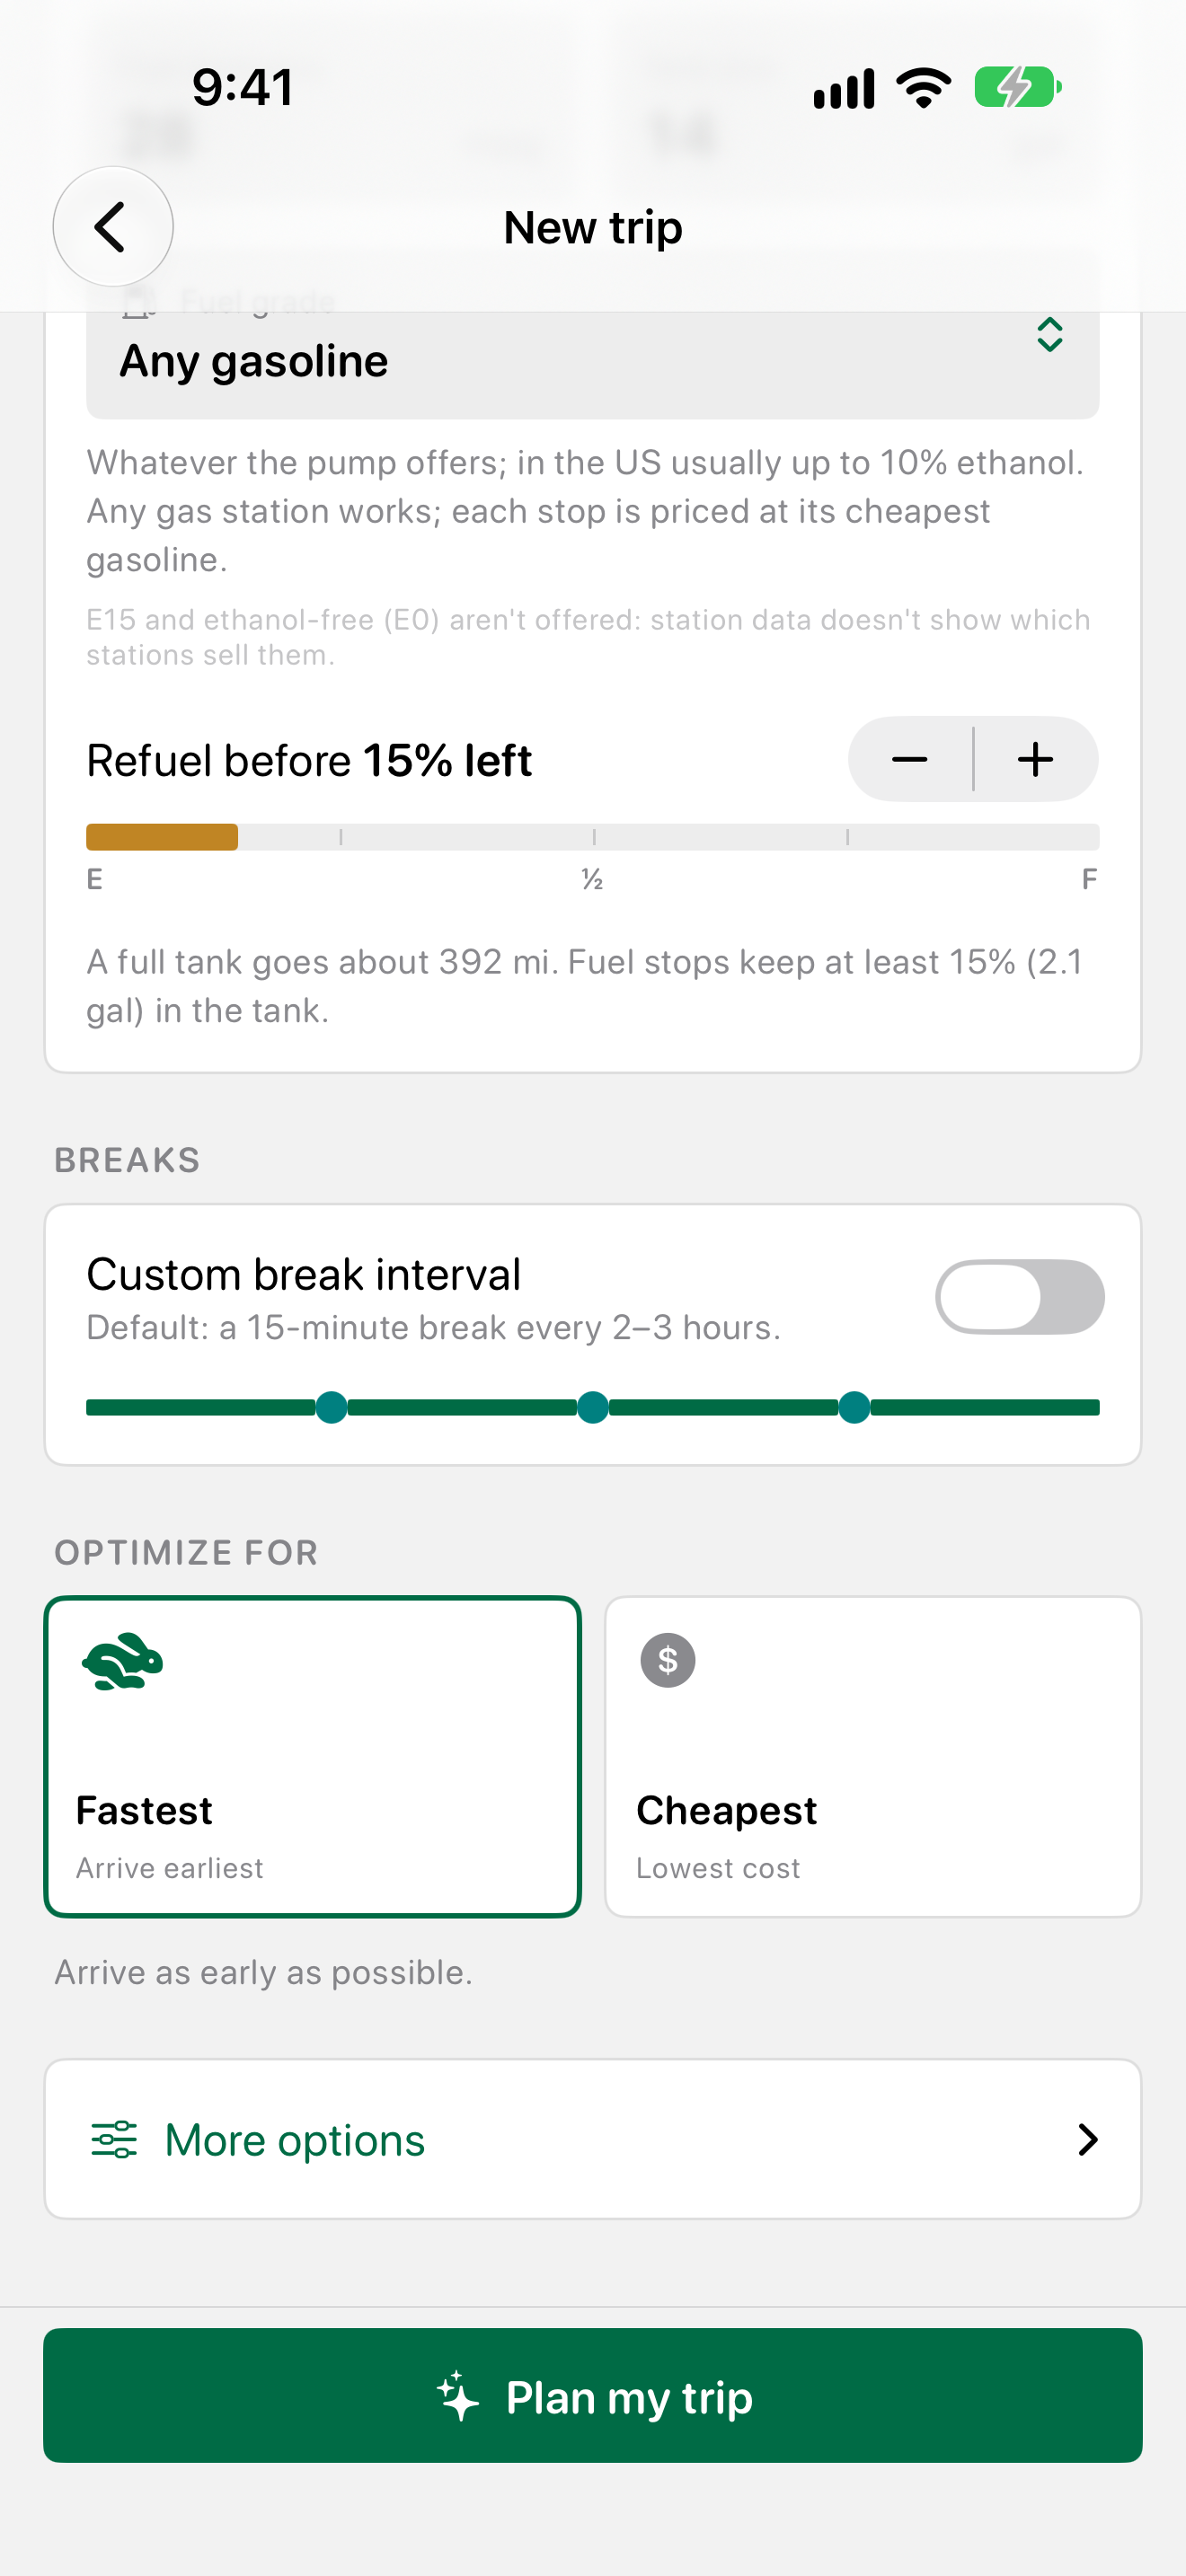 9:41
28
14
New trip
Fuel grade
Any gasoline
Whatever the pump offers; in the US usually up to 10% ethanol.
Any gas station works; each stop is priced at its cheapest
gasoline.
E15 and ethanol-free (E0) aren't offered: station data doesn't show which
stations sell them.
Refuel before 15% left
E
½
F
A full tank goes about 392 mi. Fuel stops keep at least 15% (2.1
gal) in the tank.
BREAKS
Custom break interval
Default: a 15-minute break every 2–3 hours.
OPTIMIZE FOR
$
Fastest
Cheapest
Arrive earliest
Lowest cost
Arrive as early as possible.
More options
Plan my trip